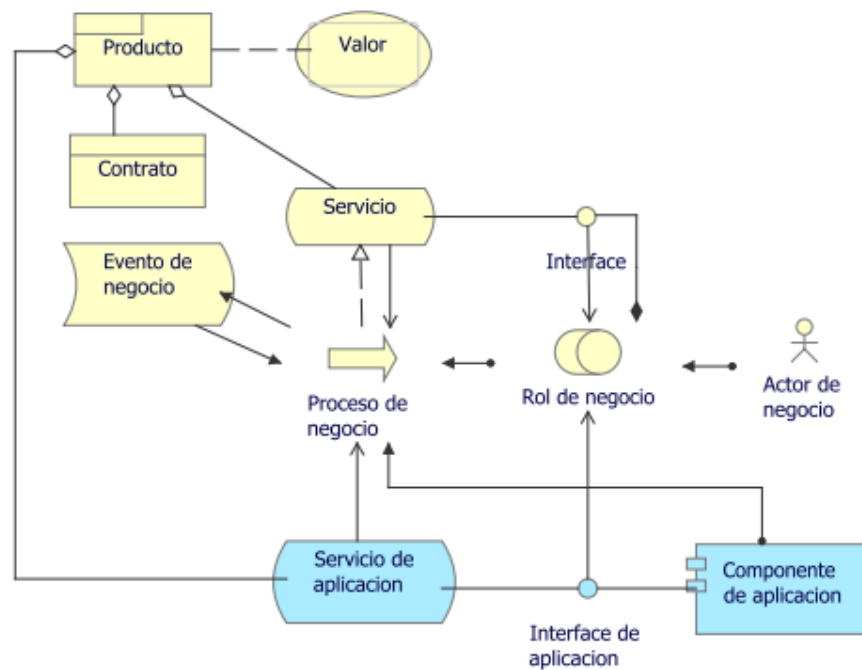 Producto
Valor
Contrato
Servicio
Evento de
negocio
Interface
Proceso de
negocio
Rol de negocio
Actor de
negocio
Servicio de
aplicacion
Componente
de aplicacion
Interface de
aplicacion